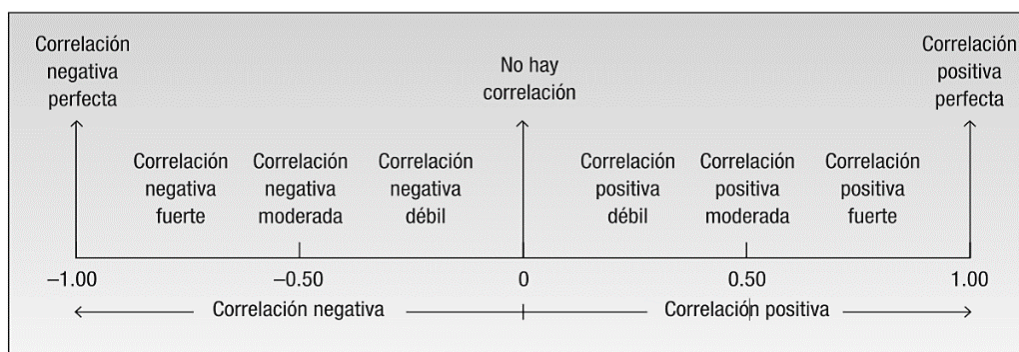 Correlación
negativa
perfecta
No hay
correlación
Correlación
positiva
perfecta
Correlación
negativa
fuerte
Correlación
negativa
moderada
Correlación
negativa
débil
Correlación
positiva
débil
Correlación
positiva
moderada
Correlación
positiva
fuerte
–1.00
–0.50
0
0.50
1.00
Correlación negativa
Correlación positiva